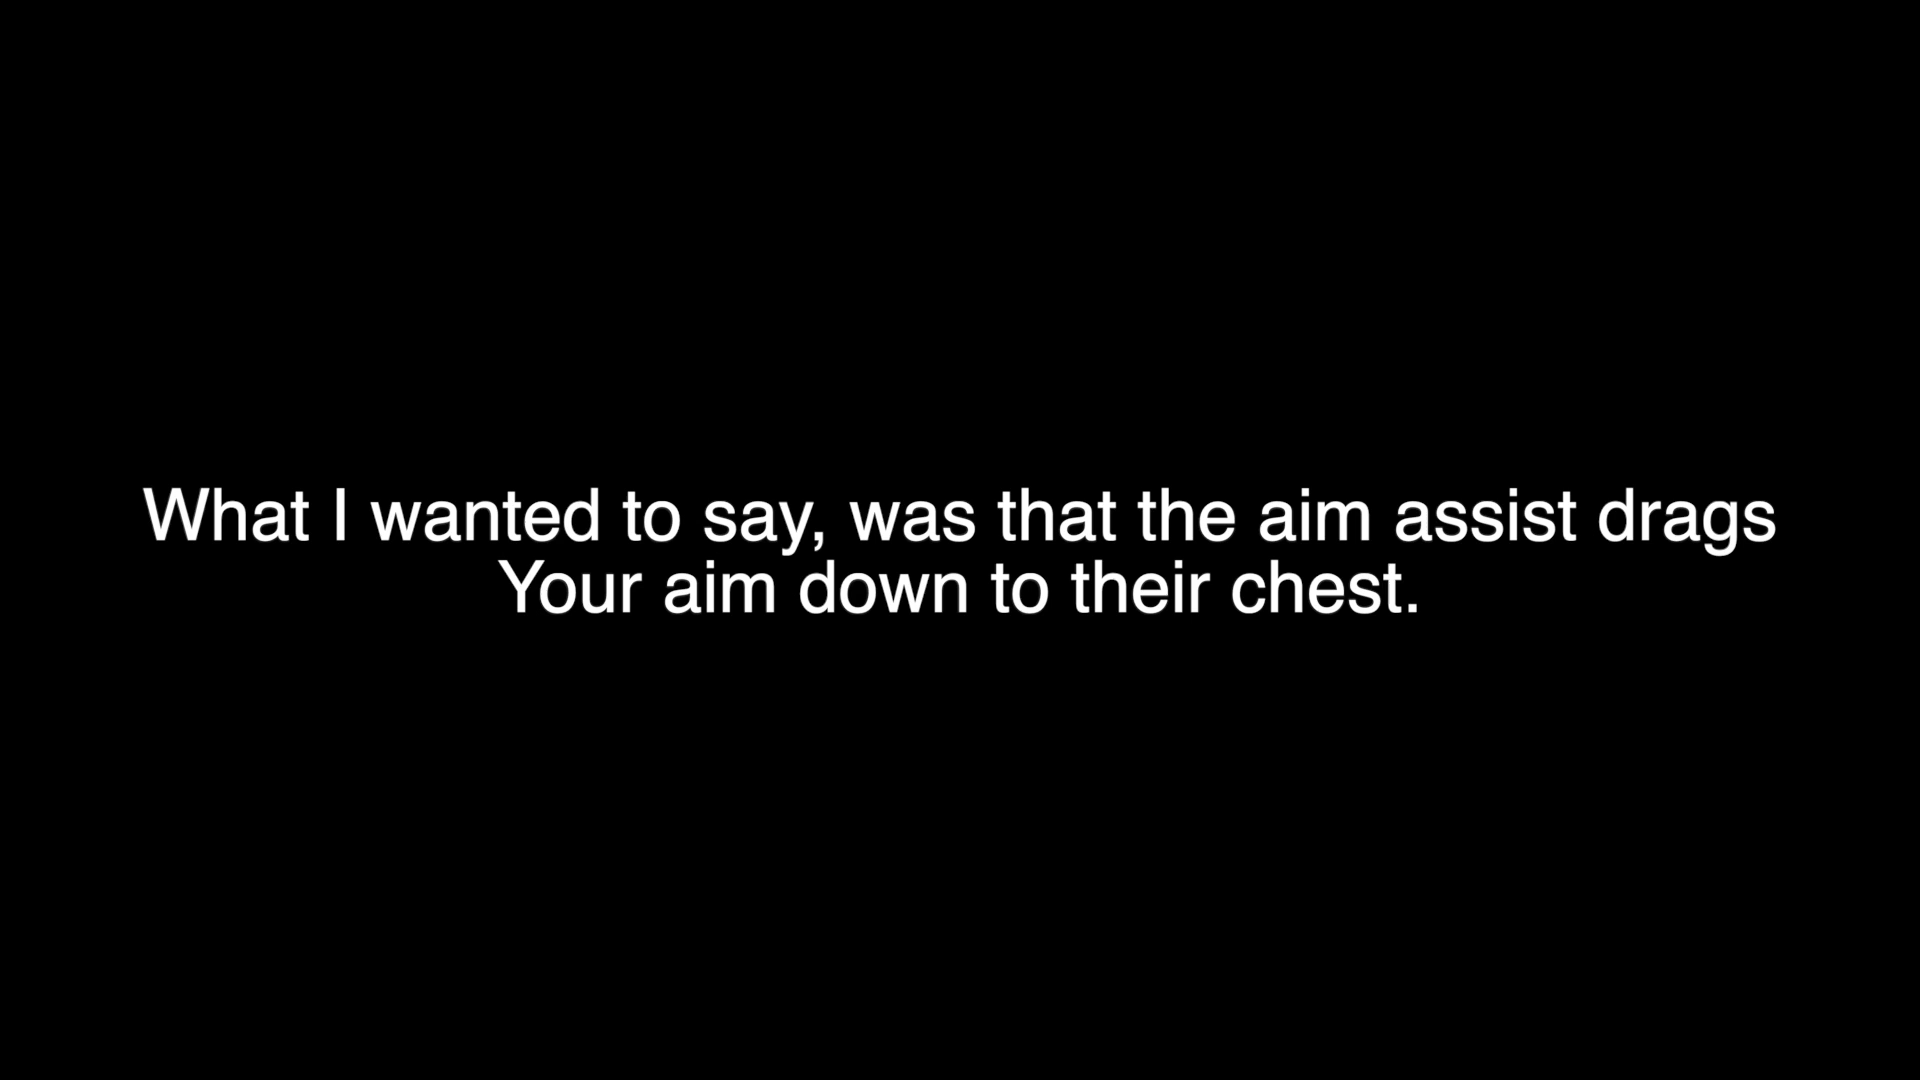 What I wanted to say, was that the aim assist drags
Your aim down to their chest.